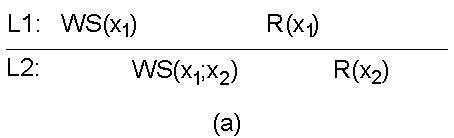 L1: WS(x₁) R(x₁)
L2: WS(x₁;x₂) R(x₂)
(a)